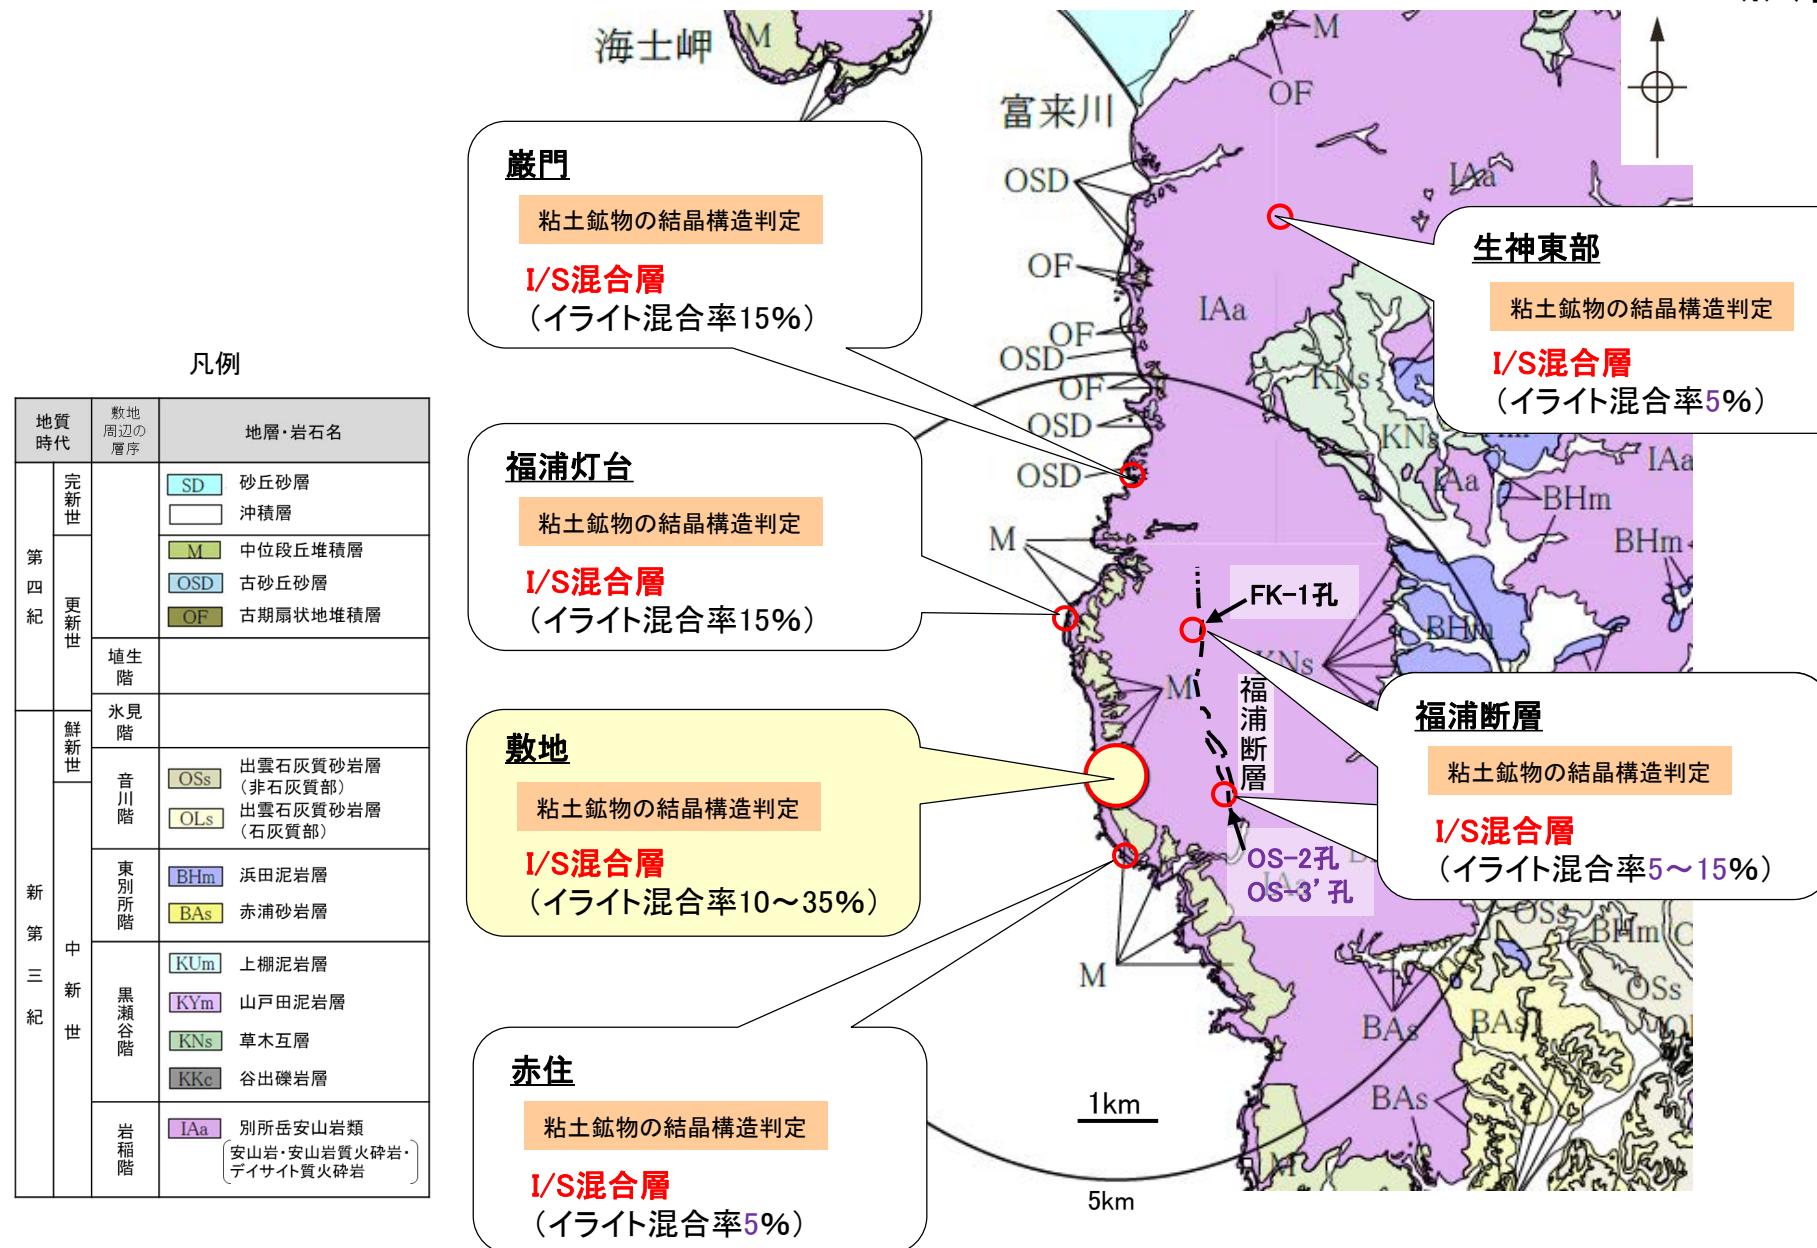 海士岬
M
M
OF
富来川
OSD
IAa
OF
IAa
OF
OSD
OF
OSD
OSD
KNs
KNs
IAa
IAa
BHm
BHm
M
BHm
KNs
M
M
IAa
BAs
BAs
BAs
OSs
BHm
OSs
M
巌門
粘土鉱物の結晶構造判定
I/S混合層
（イライト混合率15%）
生神東部
粘土鉱物の結晶構造判定
I/S混合層
（イライト混合率5%）
福浦灯台
粘土鉱物の結晶構造判定
I/S混合層
（イライト混合率15%）
FK-1孔
福浦断層
OS-2孔
OS-3’孔
福浦断層
粘土鉱物の結晶構造判定
I/S混合層
（イライト混合率5～15%）
敷地
粘土鉱物の結晶構造判定
I/S混合層
（イライト混合率10～35%）
赤住
粘土鉱物の結晶構造判定
I/S混合層
（イライト混合率5%）
1km
5km
凡例
地質時代
敷地周辺の層序
地層・岩石名
第四紀
完新世
SD 砂丘砂層
沖積層
更新世
M 中位段丘堆積層
OSD 古砂丘砂層
OF 古期扇状地堆積層
埴生階
新第三紀
鮮新世
氷見階
中新世
音川階
OSs 出雲石灰質砂岩層
（非石灰質部）
OLs 出雲石灰質砂岩層
（石灰質部）
東別所階
BHm 浜田泥岩層
BAs 赤浦砂岩層
黒瀬谷階
KUm 上棚泥岩層
KYm 山戸田泥岩層
KNs 草木互層
KKc 谷出礫岩層
岩稲階
IAa 別所岳安山岩類
安山岩・安山岩質火砕岩・
デイサイト質火砕岩